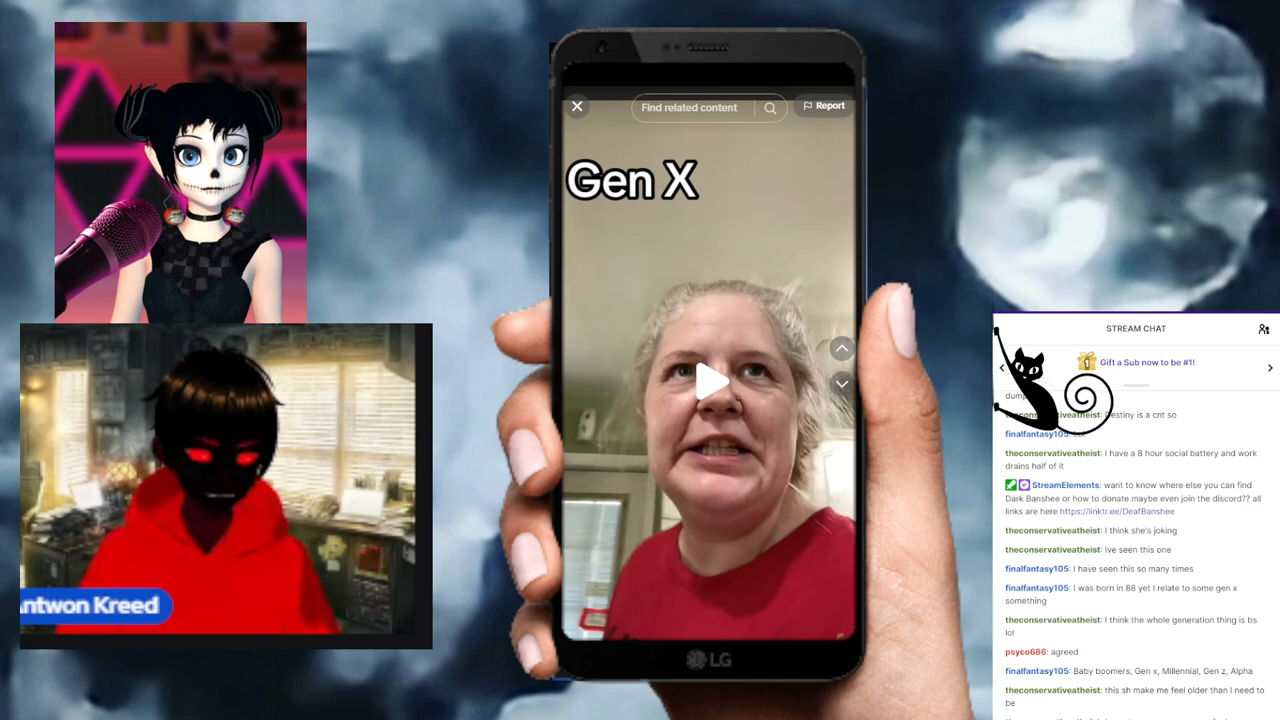 Find related content
Report
Gen X
LG
ntwon Kreed
STREAM CHAT
Gift a Sub now to be #1!
dump
theconservativeatheist: Destiny is a cnt so
finalfantasy105: Lol
theconservativeatheist: I have a 8 hour social battery and work
drains half of it
StreamElements: want to know where else you can find
Dark Banshee or how to donate maybe even join the discord?? all
links are here https://linktr.ee/DeafBanshee
theconservativeatheist: I think she's joking
theconservativeatheist: Ive seen this one
finalfantasy105: I have seen this so many times
finalfantasy105: I was born in 88 yet I relate to some gen x
something
theconservativeatheist: I think the whole generation thing is bs
lol
psyco686: agreed
finalfantasy105: Baby boomers, Gen x, Millennial, Gen z, Alpha
theconservativeatheist: this sh make me feel older than I need to
be